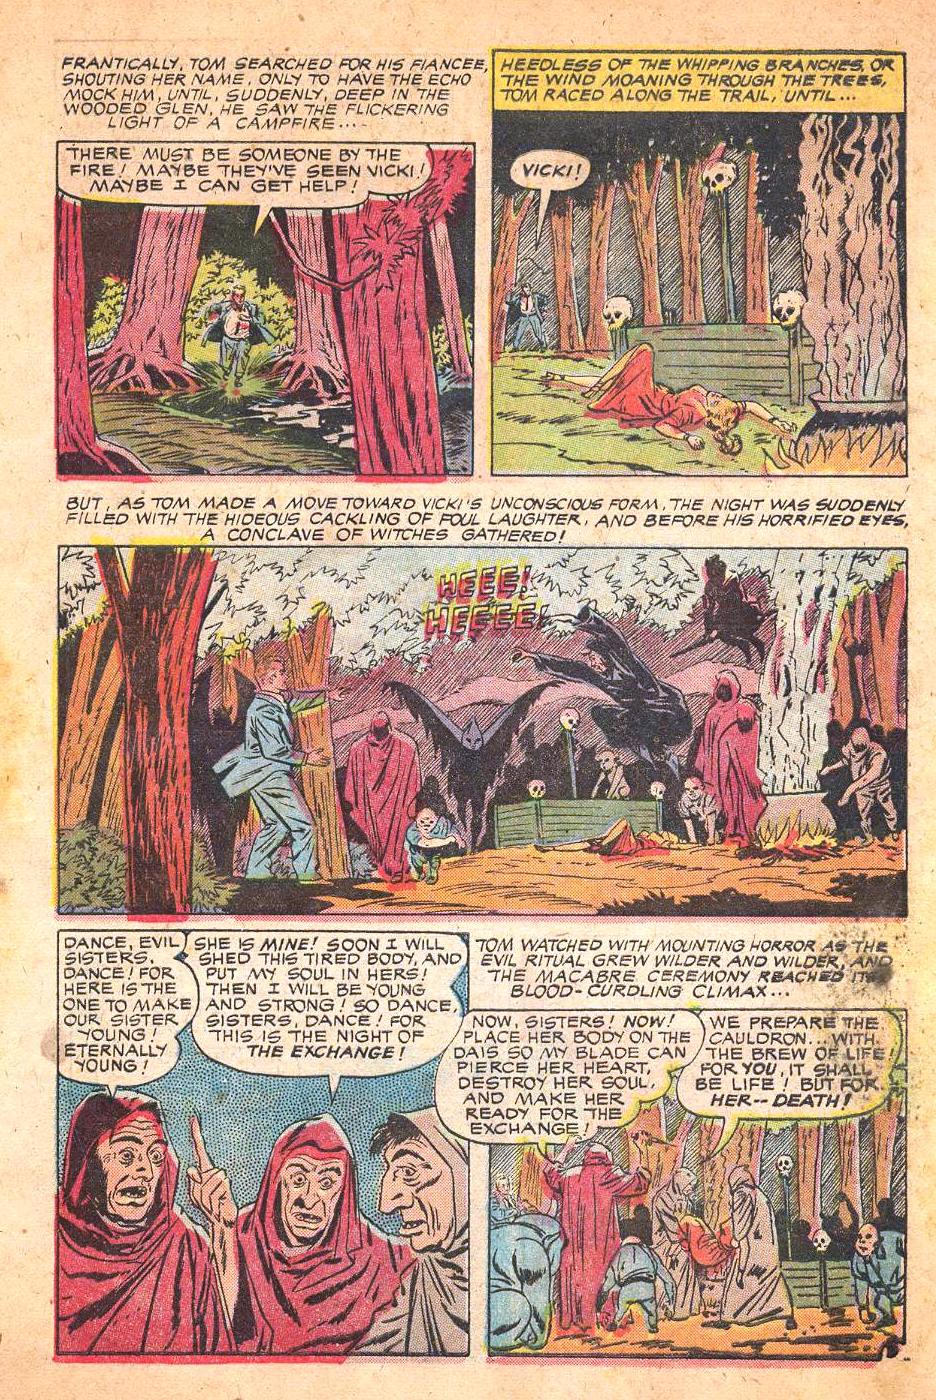 FRANTICALLY, TOM SEARCHED FOR HIS FIANCEE,
SHOUTING HER NAME, ONLY TO HAVE THE ECHO
MOCK HIM, UNTIL, SUDDENLY, DEEP IN THE
WOODED GLEN, HE SAW THE FLICKERING
LIGHT OF A CAMPFIRE...
THERE MUST BE SOMEONE BY THE
FIRE! MAYBE THEY'VE SEEN VICKI!
MAYBE I CAN GET HELP!
HEEDLESS OF THE WHIPPING BRANCHES, OR
THE WIND MOANING THROUGH THE TREES,
TOM RACED ALONG THE TRAIL, UNTIL...
VICKI!
BUT, AS TOM MADE A MOVE TOWARD VICKI'S UNCONSCIOUS FORM, THE NIGHT WAS SUDDENLY
FILLED WITH THE HIDEOUS CACKLING OF FOUL LAUGHTER, AND BEFORE HIS HORRIFIED EYES,
A CONCLAVE OF WITCHES GATHERED!
HEEE!
HEEEE!
DANCE, EVIL
SISTERS,
DANCE! FOR
HERE IS THE
ONE TO MAKE
OUR SISTER
YOUNG!
ETERNALLY
YOUNG!
SHE IS MINE! SOON I WILL
SHED THIS TIRED BODY, AND
PUT MY SOUL IN HERS!
THEN I WILL BE YOUNG
AND STRONG! SO DANCE,
SISTERS, DANCE! FOR
THIS IS THE NIGHT OF
THE EXCHANGE!
TOM WATCHED WITH MOUNTING HORROR AS THE
EVIL RITUAL GREW WILDER AND WILDER, AND
THE MACABRE CEREMONY REACHED ITS
BLOOD-CURDLING CLIMAX...
NOW, SISTERS! NOW!
PLACE HER BODY ON THE
DAIS SO MY BLADE CAN
PIERCE HER HEART,
DESTROY HER SOUL,
AND MAKE HER
READY FOR THE
EXCHANGE!
WE PREPARE THE
CAULDRON... WITH
THE BREW OF LIFE!
FOR YOU, IT SHALL
BE LIFE! BUT FOR
HER-- DEATH!